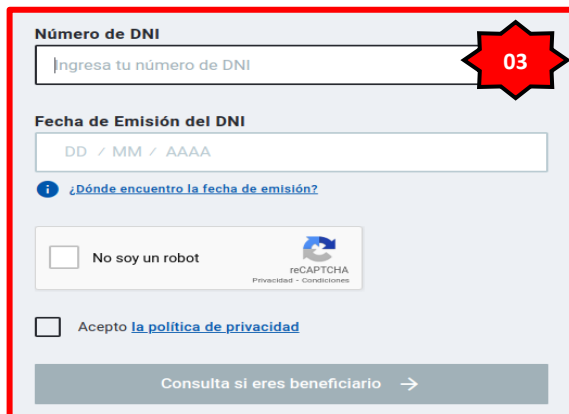 Número de DNI
Ingresa tu número de DNI
03
Fecha de Emisión del DNI
DD / MM / AAAA
i ¿Dónde encuentro la fecha de emisión?
No soy un robot
reCAPTCHA
Privacidad - Condiciones
Acepto la política de privacidad
Consulta si eres beneficiario →